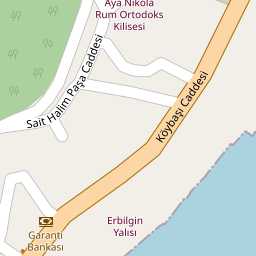 Aya Nikola
Rum Ortodoks
Kilisesi
Sait Halim Paşa Caddesi
Köybaşı Caddesi
Erbilgin
Yalısı
Garanti
Bankası